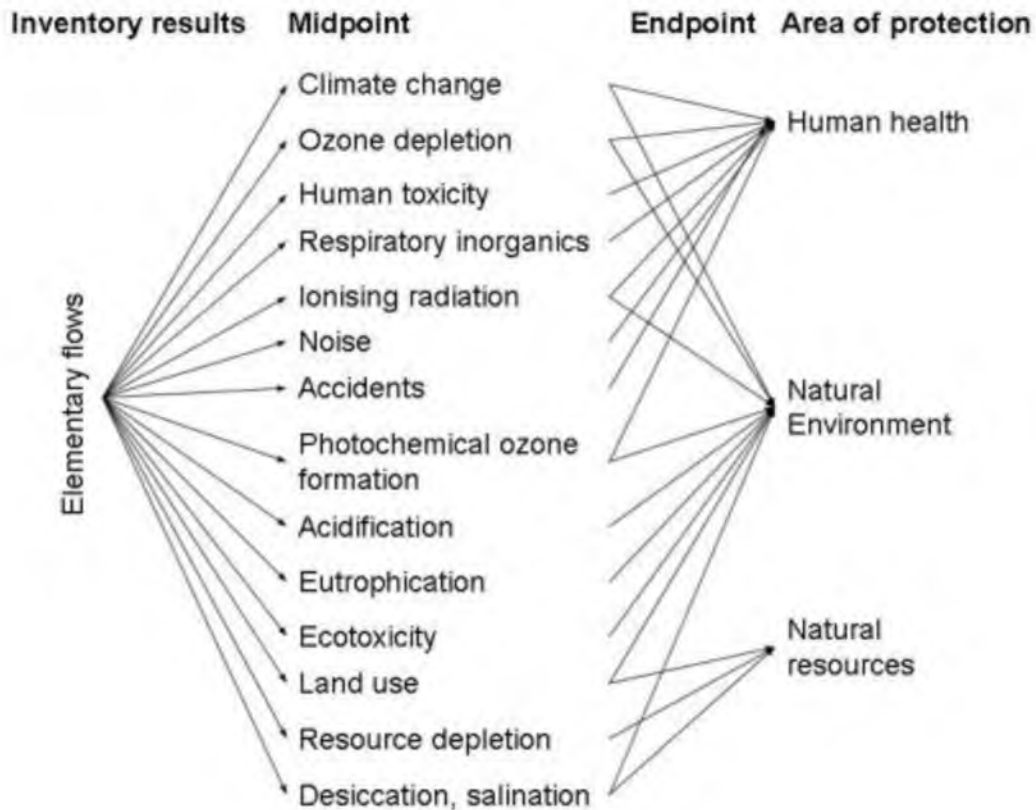 Inventory results Midpoint Endpoint Area of protection
Elementary flows
Climate change
Ozone depletion
Human toxicity
Respiratory inorganics
Ionising radiation
Noise
Accidents
Photochemical ozone
formation
Acidification
Eutrophication
Ecotoxicity
Land use
Resource depletion
Desiccation, salination
Human health
Natural
Environment
Natural
resources